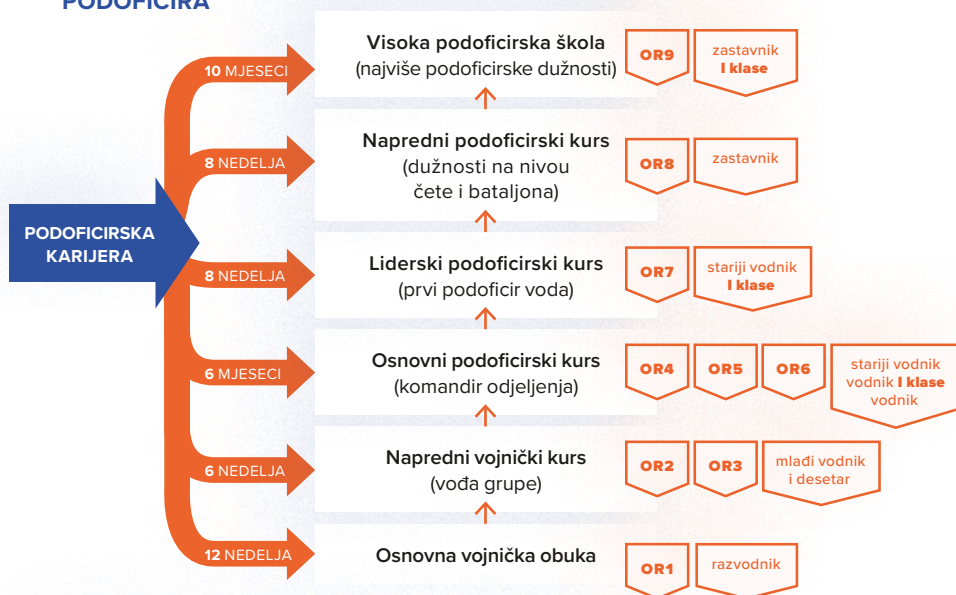 PODOFICIRA
10 MJESECI
Visoka podoficirska škola
(najviše podoficirske dužnosti)
OR9
zastavnik
I klase
8 NEDELJA
Napredni podoficirski kurs
(dužnosti na nivou
čete i bataljona)
OR8
zastavnik
PODOFICIRSKA
KARIJERA
8 NEDELJA
Liderski podoficirski kurs
(prvi podoficir voda)
OR7
stariji vodnik
I klase
6 MJESECI
Osnovni podoficirski kurs
(komandir odjeljenja)
OR4
OR5
OR6
stariji vodnik
vodnik I klase
vodnik
6 NEDELJA
Napredni vojnički kurs
(vođa grupe)
OR2
OR3
mlađi vodnik
i desetar
12 NEDELJA
Osnovna vojnička obuka
OR1
razvodnik